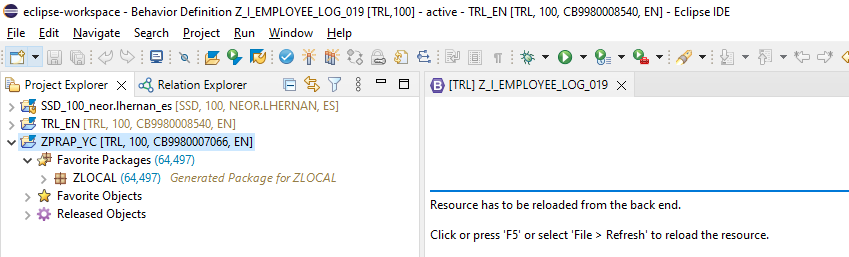 eclipse-workspace - Behavior Definition Z_I_EMPLOYEE_LOG_019 [TRL,100] - active - TRL_EN [TRL, 100, CB9980008540, EN] - Eclipse IDE
File Edit Navigate Search Project Run Window Help
Project Explorer Relation Explorer
SSD_100_neor.lhernan_es [SSD, 100, NEOR.LHERNAN, ES]
TRL_EN [TRL, 100, CB9980008540, EN]
ZPRAP_YC [TRL, 100, CB9980007066, EN]
Favorite Packages (64,497)
ZLOCAL (64,497) Generated Package for ZLOCAL
Favorite Objects
Released Objects
[TRL] Z_I_EMPLOYEE_LOG_019
Resource has to be reloaded from the back end.
Click or press 'F5' or select 'File > Refresh' to reload the resource.